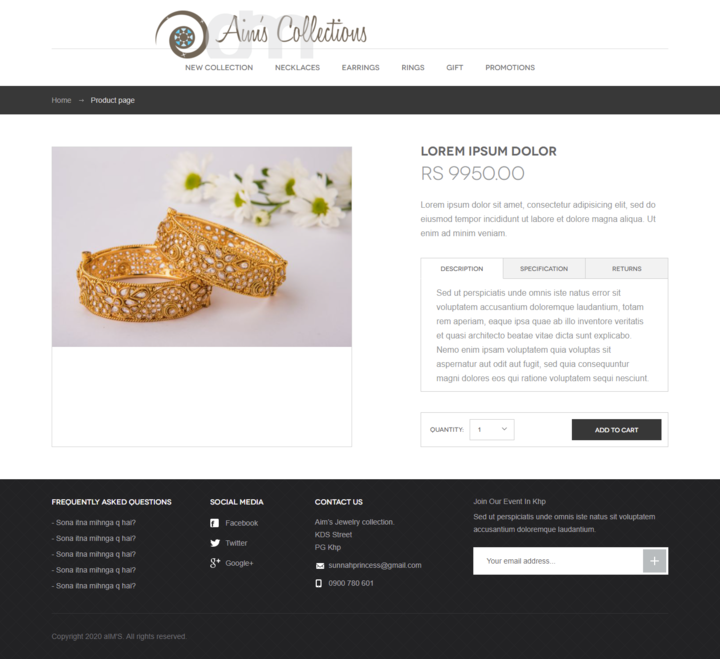 Aim's Collections
NEW COLLECTION NECKLACES EARRINGS RINGS GIFT PROMOTIONS
Home → Product page
LOREM IPSUM DOLOR
RS 9950.00
Lorem ipsum dolor sit amet, consectetur adipisicing elit, sed do
eiusmod tempor incididunt ut labore et dolore magna aliqua. Ut
enim ad minim veniam.
DESCRIPTION SPECIFICATION RETURNS
Sed ut perspiciatis unde omnis iste natus error sit
voluptatem accusantium doloremque laudantium, totam
rem aperiam, eaque ipsa quae ab illo inventore veritatis
et quasi architecto beatae vitae dicta sunt explicabo.
Nemo enim ipsam voluptatem quia voluptas sit
aspernatur aut odit aut fugit, sed quia consequuntur
magni dolores eos qui ratione voluptatem sequi nesciunt.
QUANTITY: 1 ADD TO CART
FREQUENTLY ASKED QUESTIONS
- Sona itna mihnga q hai?
- Sona itna mihnga q hai?
- Sona itna mihnga q hai?
- Sona itna mihnga q hai?
- Sona itna mihnga q hai?
SOCIAL MEDIA
Facebook
Twitter
Google+
CONTACT US
Aim's Jewelry collection.
KDS Street
PG Khp
sunnahprincess@gmail.com
0900 780 601
Join Our Event In Khp
Sed ut perspiciatis unde omnis iste natus sit voluptatem
accusantium doloremque laudantium.
Your email address...
Copyright 2020 aiM'S. All rights reserved.